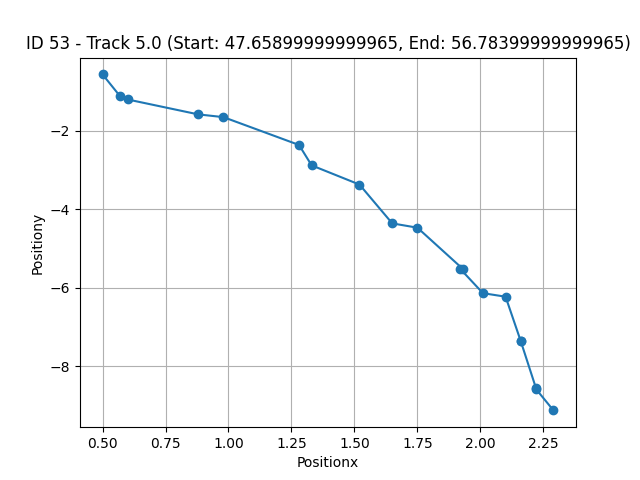 ID 53 - Track 5.0 (Start: 47.65899999999965, End: 56.78399999999965)
Positiony
−2
−4
−6
−8
0.50 0.75 1.00 1.25 1.50 1.75 2.00 2.25
Positionx